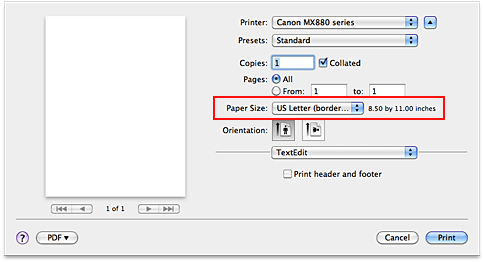 Printer: Canon MX880 series
Presets: Standard
Copies: 1 Collated
Pages: All
From: 1 to: 1
Paper Size: US Letter (border... 8.50 by 11.00 inches
Orientation:
TextEdit
Print header and footer
1 of 1
? PDF▼ Cancel Print